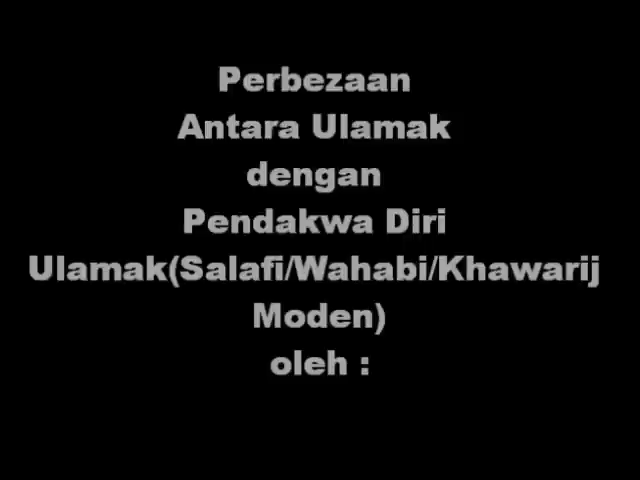 Perbezaan
Antara Ulamak
dengan
Pendakwa Diri
Ulamak(Salafi/Wahabi/Khawarij
Moden)
oleh :